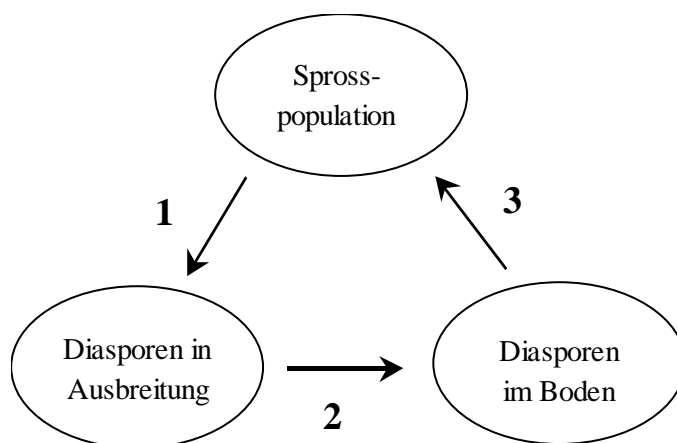 Spross-
population
1
3
Diasporen in
Ausbreitung
2
Diasporen
im Boden